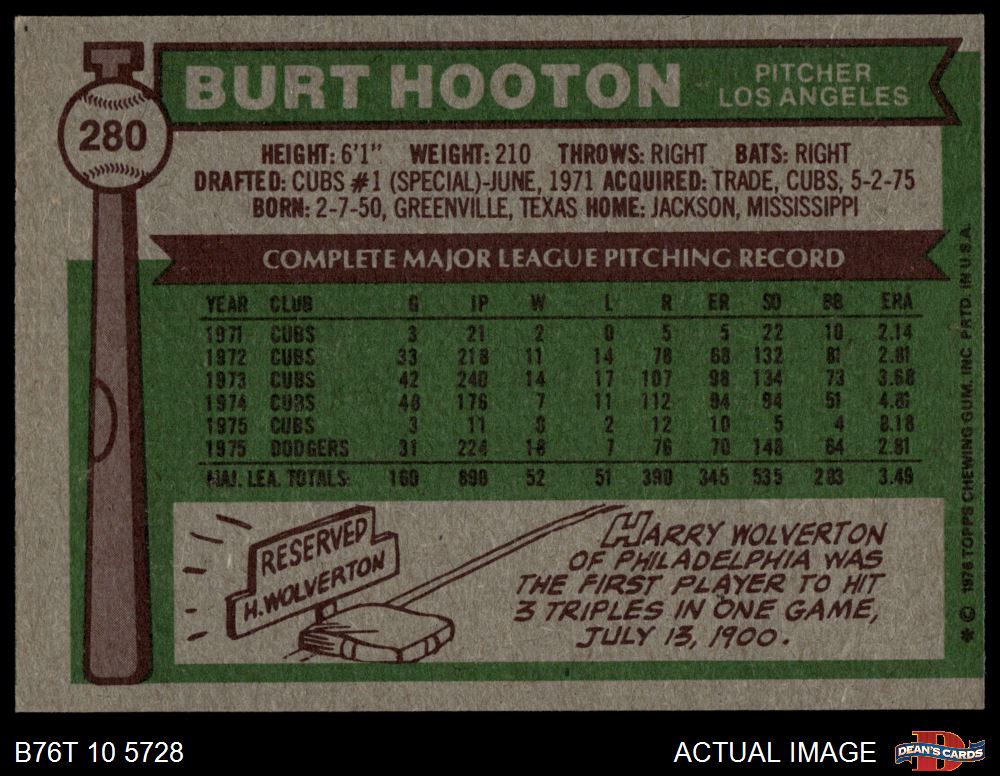 T
280
BURT HOOTON
PITCHER
LOS ANGELES
HEIGHT: 6'1" WEIGHT: 210 THROWS: RIGHT BATS: RIGHT
DRAFTED: CUBS #1 (SPECIAL)-JUNE, 1971 ACQUIRED: TRADE, CUBS, 5-2-75
BORN: 2-7-50, GREENVILLE, TEXAS HOME: JACKSON, MISSISSIPPI
COMPLETE MAJOR LEAGUE PITCHING RECORD
YEAR CLUB G IP W L R ER SO BB ERA
1971 CUBS 3 21 2 0 5 5 22 10 2.14
1972 CUBS 33 218 11 14 78 68 132 81 2.81
1973 CUBS 42 240 14 17 107 98 134 73 3.68
1974 CUBS 48 176 7 11 112 94 94 51 4.81
1975 CUBS 3 11 0 2 12 10 5 4 8.18
1975 DODGERS 31 224 18 7 76 70 148 64 2.81
MAJ. LEA. TOTALS: 160 890 52 51 390 345 535 283 3.49
RESERVED
H. WOLVERTON
HARRY WOLVERTON
OF PHILADELPHIA WAS
THE FIRST PLAYER TO HIT
3 TRIPLES IN ONE GAME,
JULY 13, 1900.
* © 1976 TOPPS CHEWING GUM, INC. PRTD. IN U.S.A.
B76T 10 5728
ACTUAL IMAGE
DEAN'S CARDS